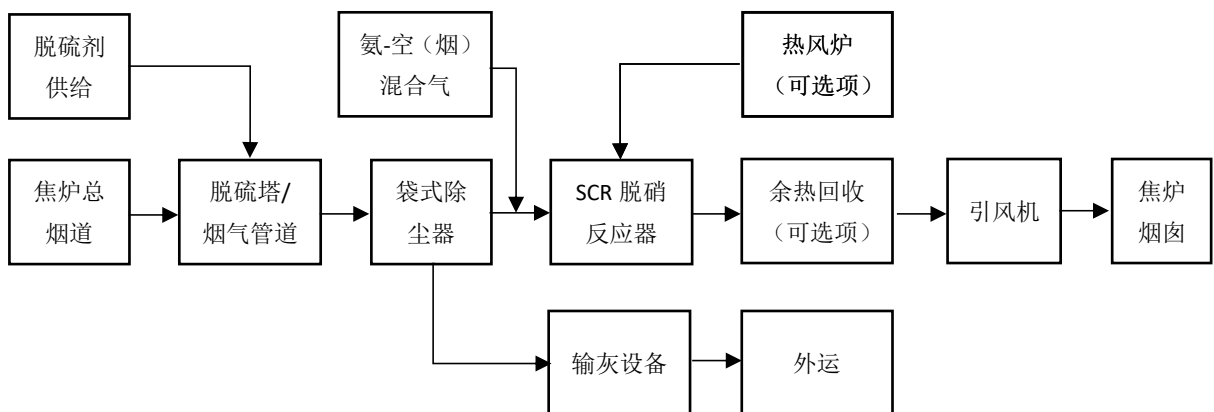 脱硫剂
供给
氨-空（烟）
混合气
热风炉
（可选项）
焦炉总
烟道
脱硫塔/
烟气管道
袋式除
尘器
SCR 脱硝
反应器
余热回收
（可选项）
引风机
焦炉
烟囱
输灰设备
外运